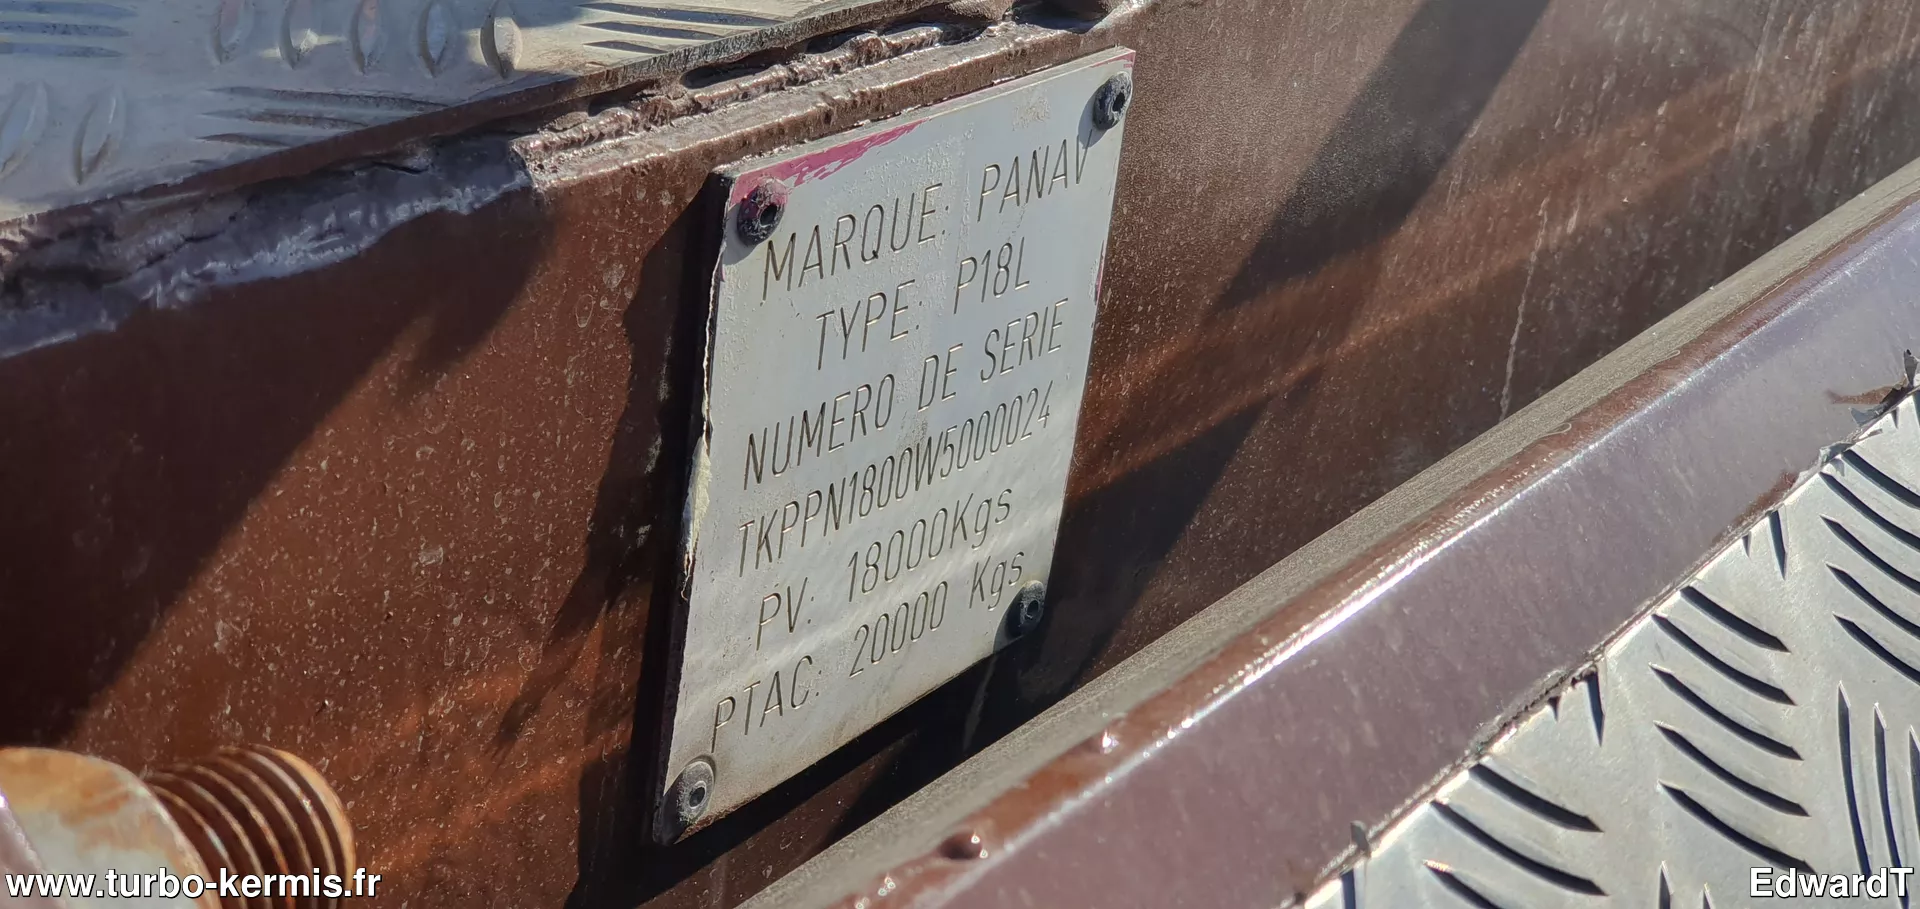 MARQUE: PANAV
TYPE: P18L
NUMERO DE SERIE
TKPPN1800W5000024
PV: 18000Kgs
PTAC: 20000 Kgs
www.turbo-kermis.fr
EdwardT